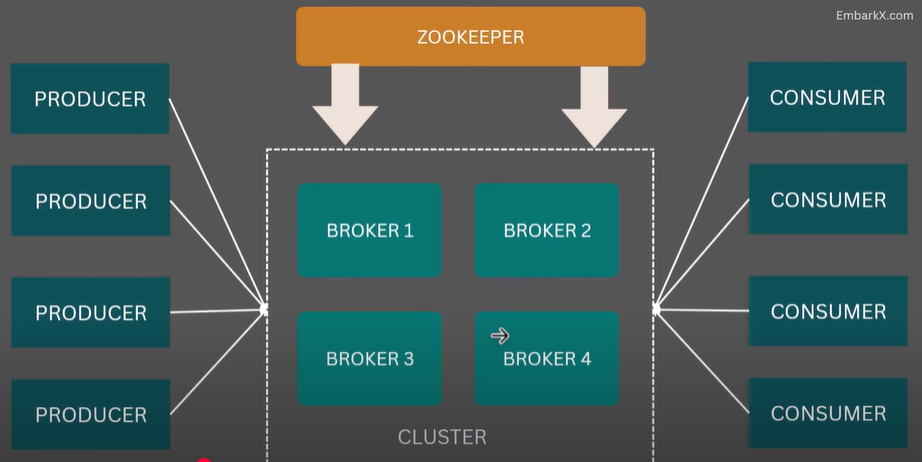 EmbarkX.com
ZOOKEEPER
PRODUCER
CONSUMER
PRODUCER
CONSUMER
BROKER 1
BROKER 2
PRODUCER
CONSUMER
BROKER 3
BROKER 4
PRODUCER
CONSUMER
CLUSTER